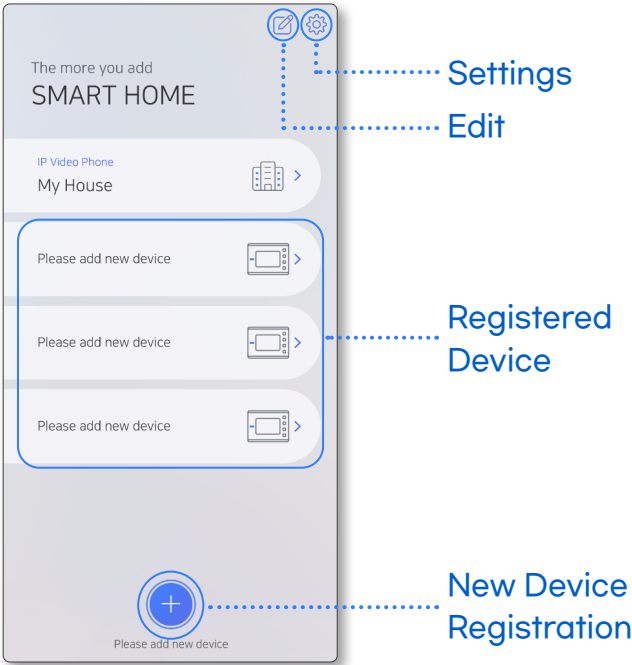 The more you add
SMART HOME
Settings
Edit
IP Video Phone
My House
Please add new device
Please add new device
Registered
Device
Please add new device
New Device
Registration
Please add new device